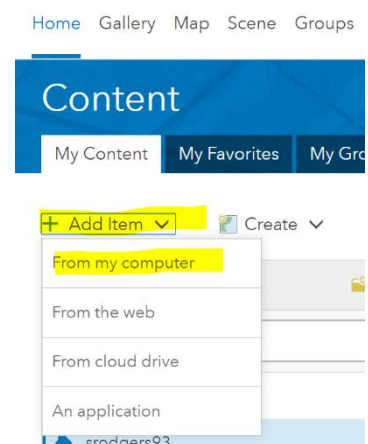 Home Gallery Map Scene Groups
Content
My Content My Favorites My Gro
+ Add Item Create
From my computer
From the web
From cloud drive
An application
srodgers93